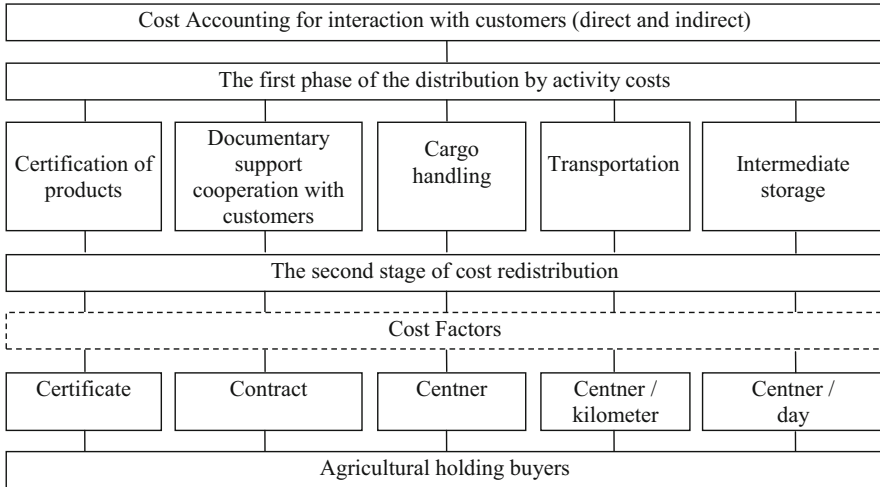 Cost Accounting for interaction with customers (direct and indirect)
The first phase of the distribution by activity costs
Certification of
products
Documentary
support
cooperation with
customers
Cargo
handling
Transportation
Intermediate
storage
The second stage of cost redistribution
Cost Factors
Certificate
Contract
Centner
Centner /
kilometer
Centner /
day
Agricultural holding buyers